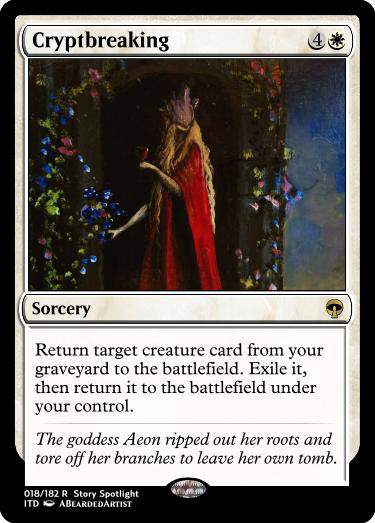 Cryptbreaking 4
Sorcery
Return target creature card from your
graveyard to the battlefield. Exile it,
then return it to the battlefield under
your control.
The goddess Aeon ripped out her roots and
tore off her branches to leave her own tomb.
018/182 R Story Spotlight
ITD ABeardedArtist